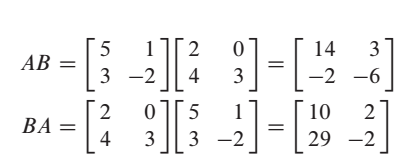 AB = [5 1; 3 −2] [2 0; 4 3] = [14 3; −2 −6]
BA = [2 0; 4 3] [5 1; 3 −2] = [10 2; 29 −2]